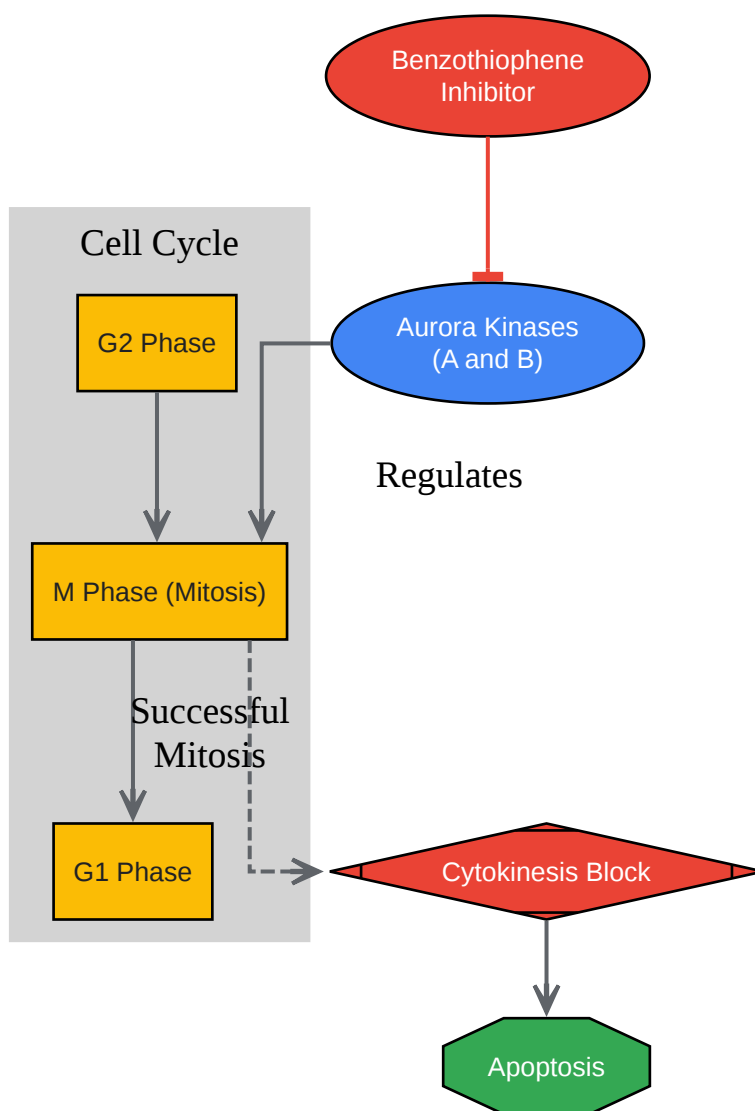 Benzothiophene
Inhibitor
Cell Cycle
G2 Phase
Aurora Kinases
(A and B)
Regulates
M Phase (Mitosis)
Successful
Mitosis
G1 Phase
Cytokinesis Block
Apoptosis